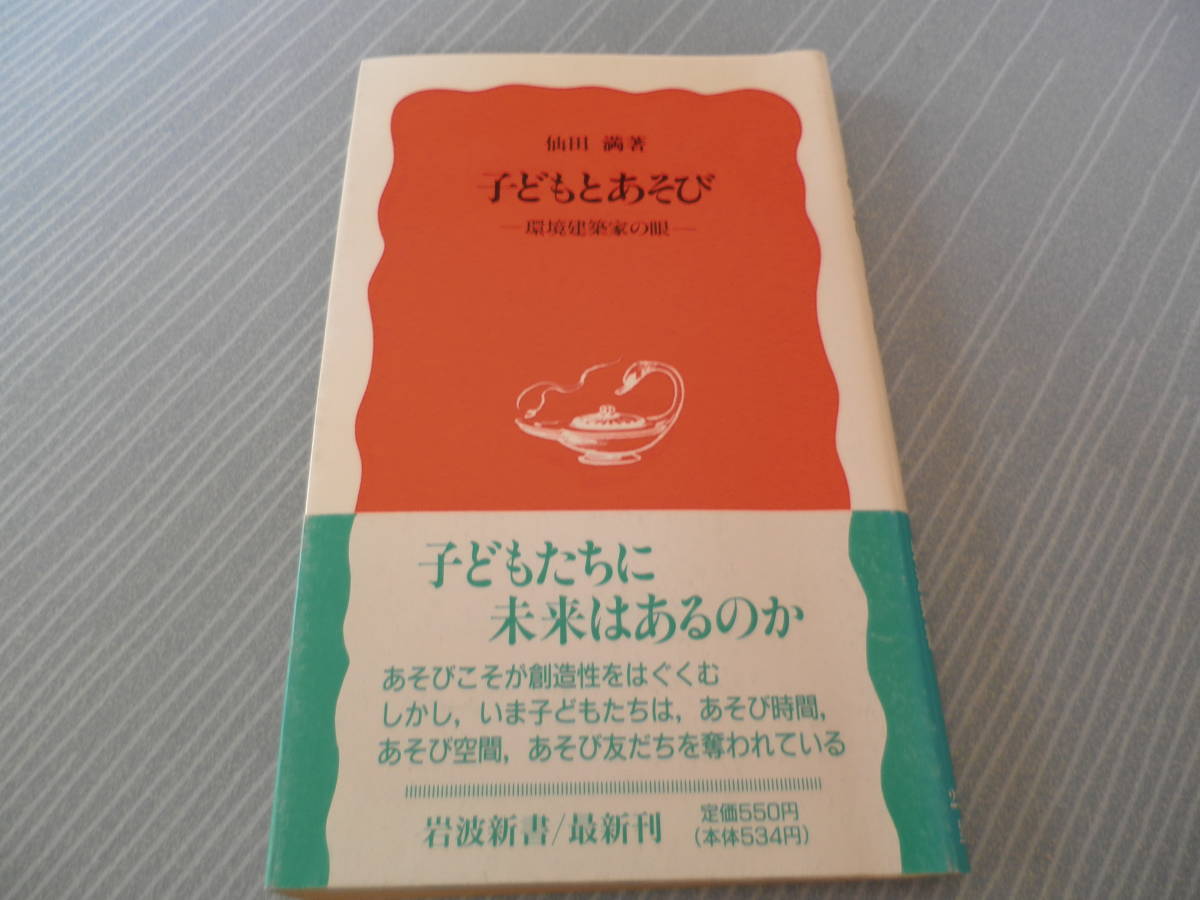 仙田 満著
子どもとあそび
―環境建築家の眼―
子どもたちに
未来はあるのか
あそびこそが創造性をはぐくむ
しかし,いま子どもたちは,あそび時間,
あそび空間,あそび友だちを奪われている
岩波新書/最新刊
定価550円
(本体534円)